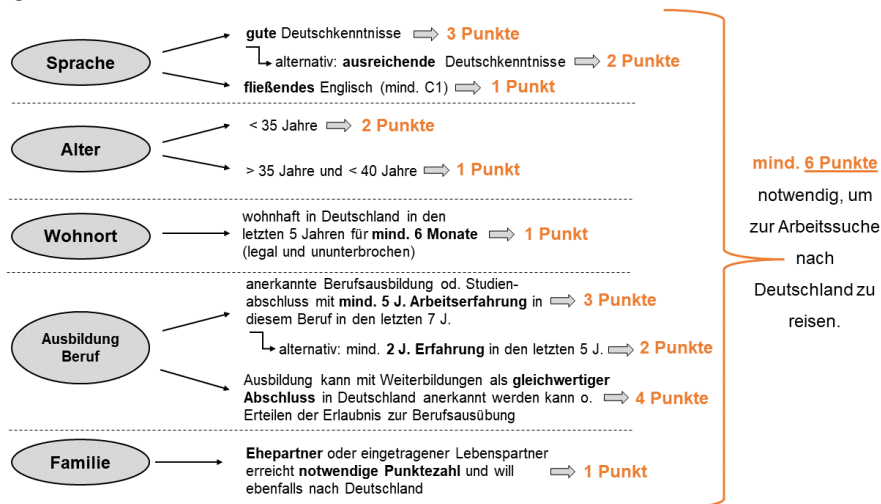 Sprache
gute Deutschkenntnisse 3 Punkte
alternativ: ausreichende Deutschkenntnisse 2 Punkte
fließendes Englisch (mind. C1) 1 Punkt
Alter
< 35 Jahre 2 Punkte
> 35 Jahre und < 40 Jahre 1 Punkt
Wohnort
wohnhaft in Deutschland in den
letzten 5 Jahren für mind. 6 Monate 1 Punkt
(legal und ununterbrochen)
Ausbildung
Beruf
anerkannte Berufsausbildung od. Studien-
abschluss mit mind. 5 J. Arbeitserfahrung in 3 Punkte
diesem Beruf in den letzten 7 J.
alternativ: mind. 2 J. Erfahrung in den letzten 5 J. 2 Punkte
Ausbildung kann mit Weiterbildungen als gleichwertiger
Abschluss in Deutschland anerkannt werden kann o. 4 Punkte
Erteilen der Erlaubnis zur Berufsausübung
Familie
Ehepartner oder eingetragener Lebenspartner
erreicht notwendige Punktezahl und will 1 Punkt
ebenfalls nach Deutschland
mind. 6 Punkte
notwendig, um
zur Arbeitssuche
nach
Deutschland zu
reisen.